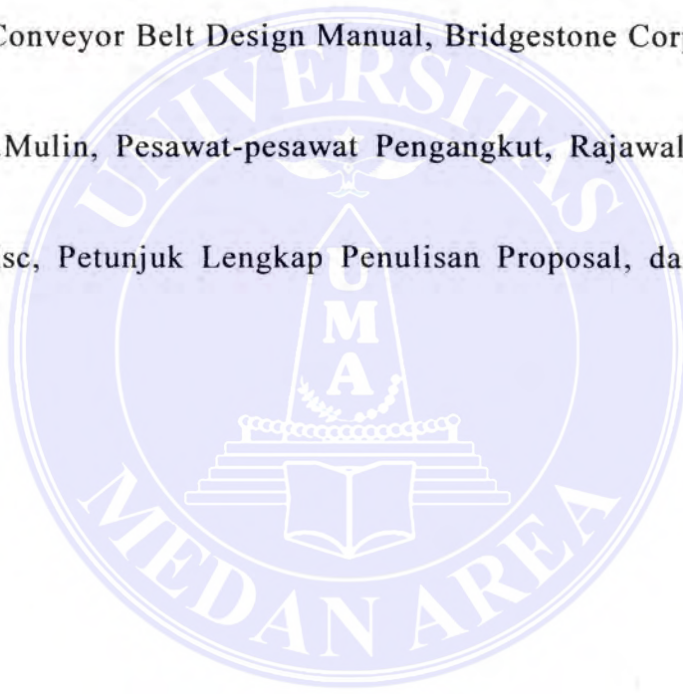 Conveyor Belt Design Manual, Bridgestone Corp
UNIVERSITAS
Mulin, Pesawat-pesawat Pengangkut, Rajawal
sc, Petunjuk Lengkap Penulisan Proposal, da
U
M
A
MEDAN AREA